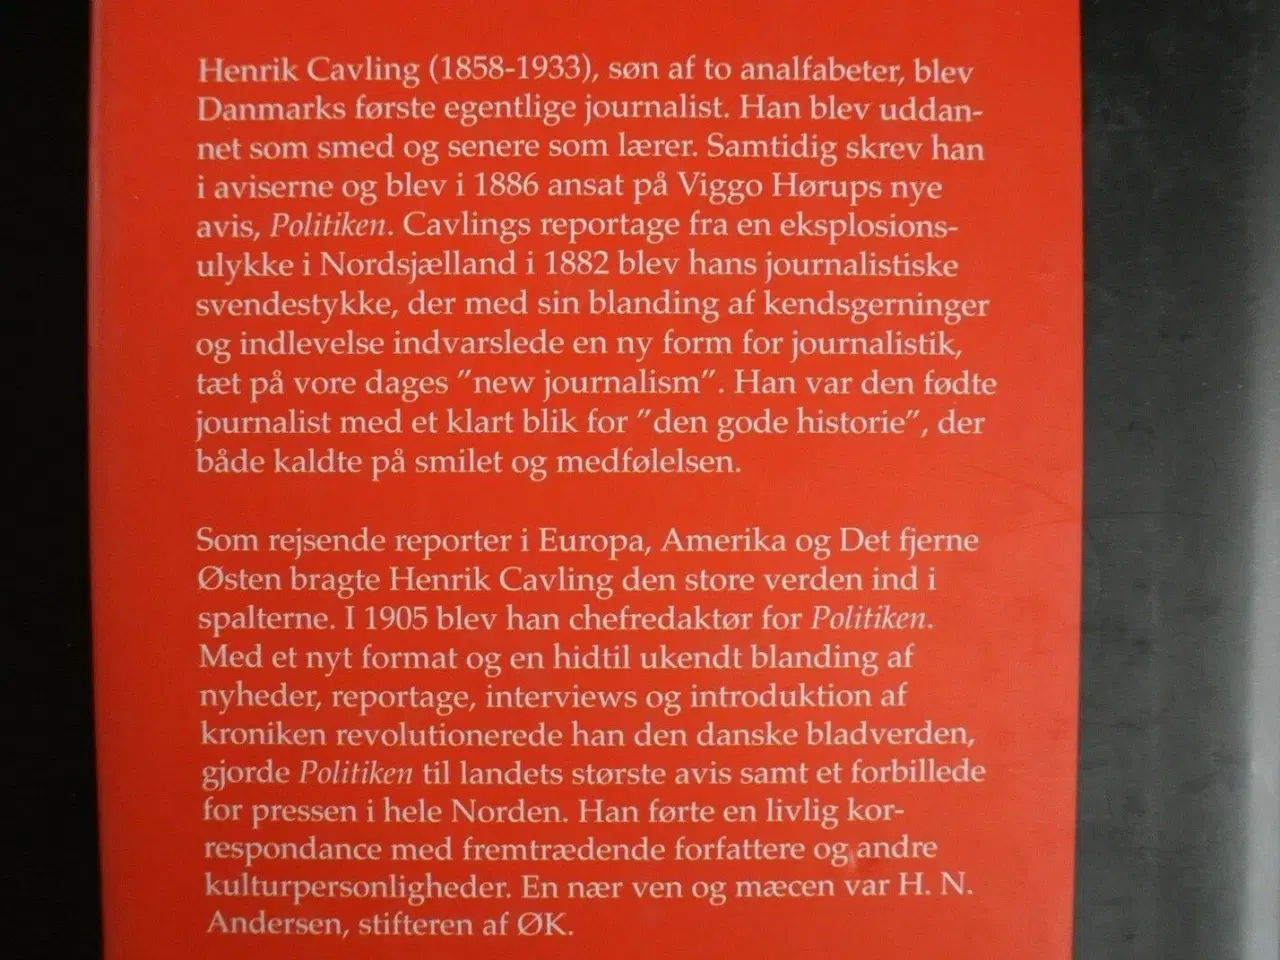 Henrik Cavling (1858-1933), søn af to analfabeter, blev
Danmarks første egentlige journalist. Han blev uddan-
net som smed og senere som lærer. Samtidig skrev han
i aviserne og blev i 1886 ansat på Viggo Hørups nye
avis, Politiken. Cavlings reportage fra en eksplosions-
ulykke i Nordsjælland i 1882 blev hans journalistiske
svendestykke, der med sin blanding af kendsgerninger
og indlevelse indvarslede en ny form for journalistik,
tæt på vore dages ”new journalism”. Han var den fødte
journalist med et klart blik for ”den gode historie”, der
både kaldte på smilet og medfølelsen.

Som rejsende reporter i Europa, Amerika og Det fjerne
Østen bragte Henrik Cavling den store verden ind i
spalterne. I 1905 blev han chefredaktør for Politiken.
Med et nyt format og en hidtil ukendt blanding af
nyheder, reportage, interviews og introduktion af
kroniken revolutionerede han den danske bladverden,
gjorde Politiken til landets største avis samt et forbillede
for pressen i hele Norden. Han førte en livlig kor-
respondance med fremtrædende forfattere og andre
kulturpersonligheder. En nær ven og mæcen var H. N.
Andersen, stifteren af ØK.